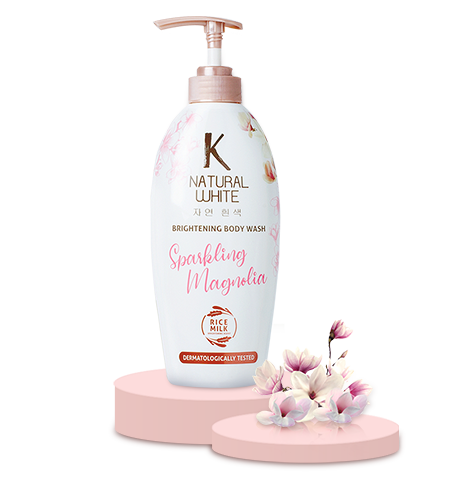 K
NATURAL
WHITE
자연 흰색
BRIGHTENING BODY WASH
Sparkling
Magnolia
RICE
MILK
DERMATOLOGICALLY TESTED